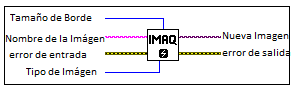 Tamaño de Borde
Nombre de la Imágen
error de entrada
Tipo de Imágen
IMAQ
Nueva Imagen
error de salida